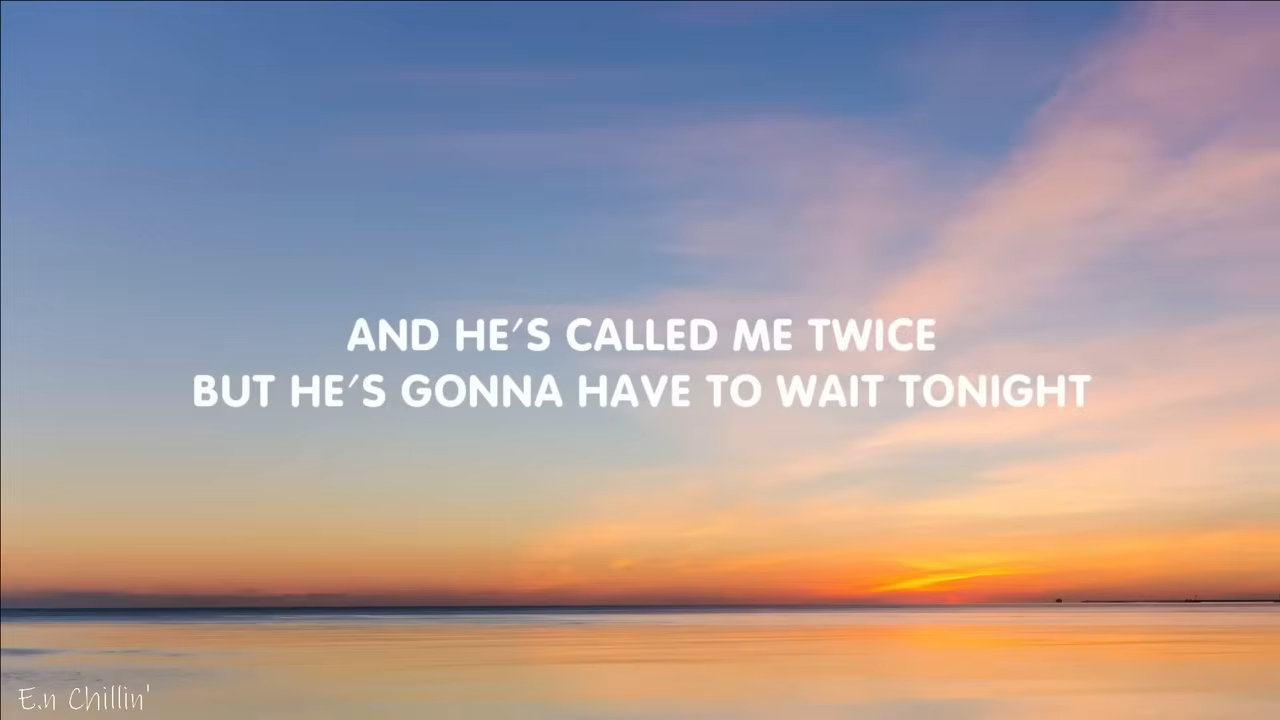 AND HE'S CALLED ME TWICE
BUT HE'S GONNA HAVE TO WAIT TONIGHT
E.n Chillin'